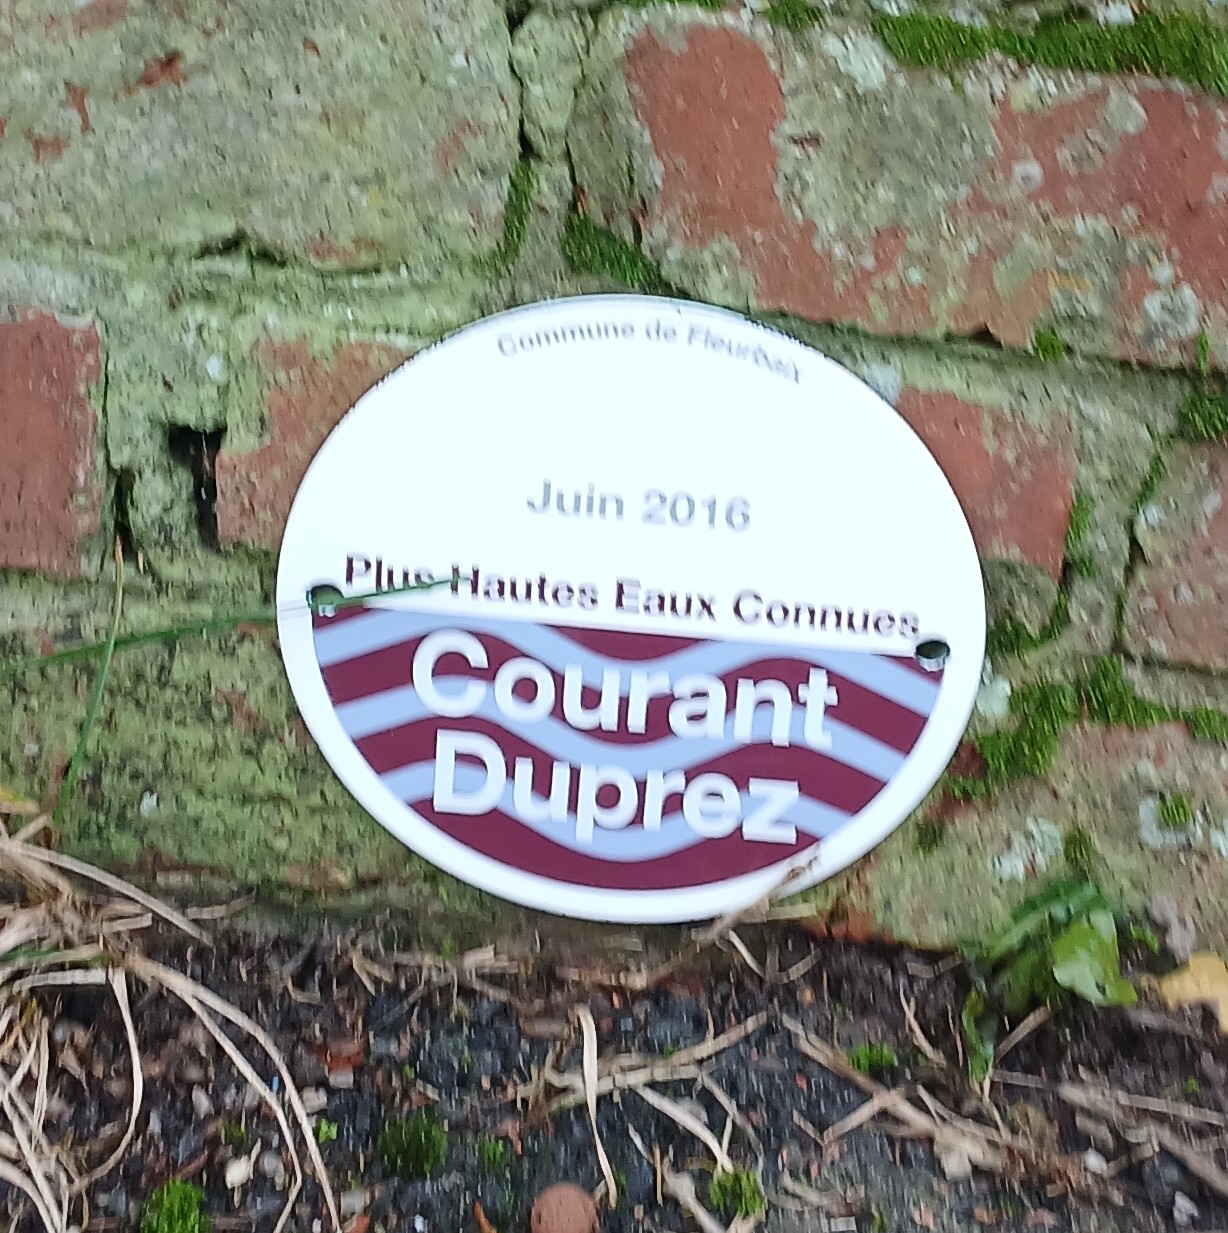 Commune de Fleurbaix
Juin 2016
Plus Hautes Eaux Connues
Courant
Duprez